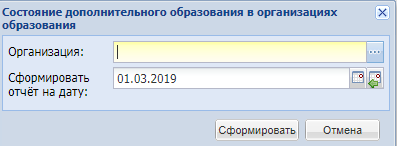 Состояние дополнительного образования в организациях
образования
Организация:
Сформировать
отчёт на дату:
01.03.2019
Сформировать
Отмена